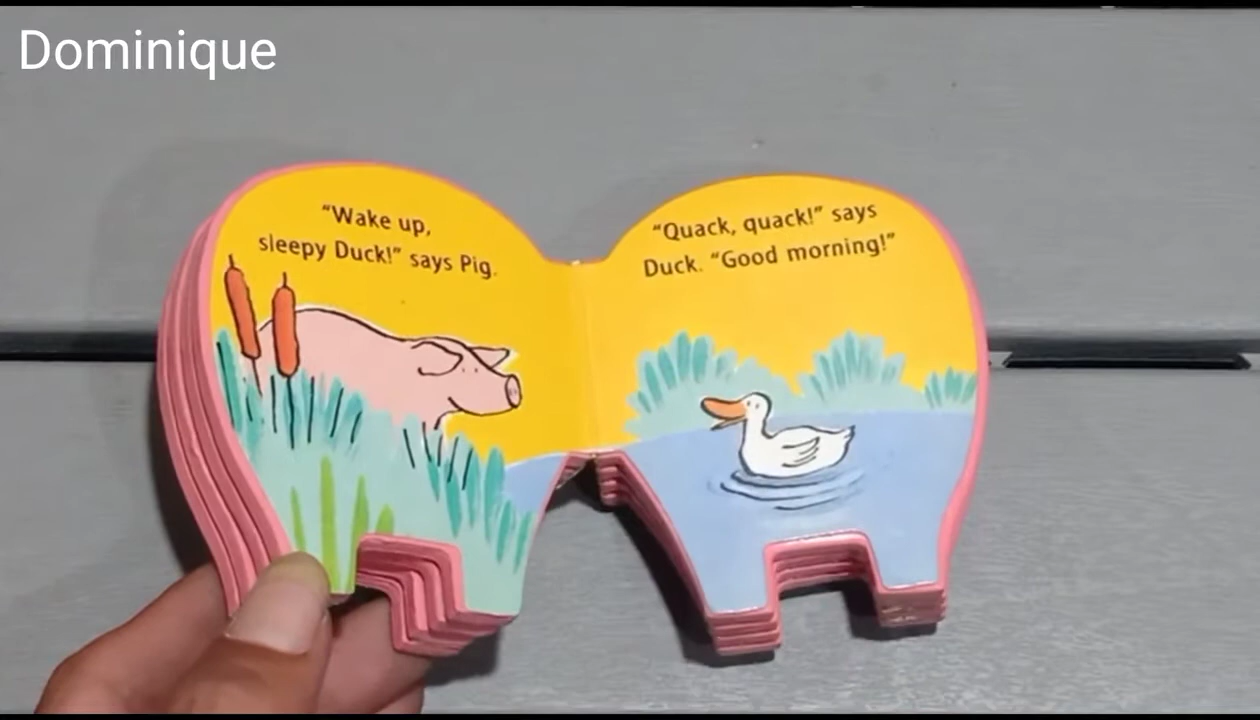 Dominique
“Wake up,
sleepy Duck!” says Pig.
“Quack, quack!” says
Duck. “Good morning!”